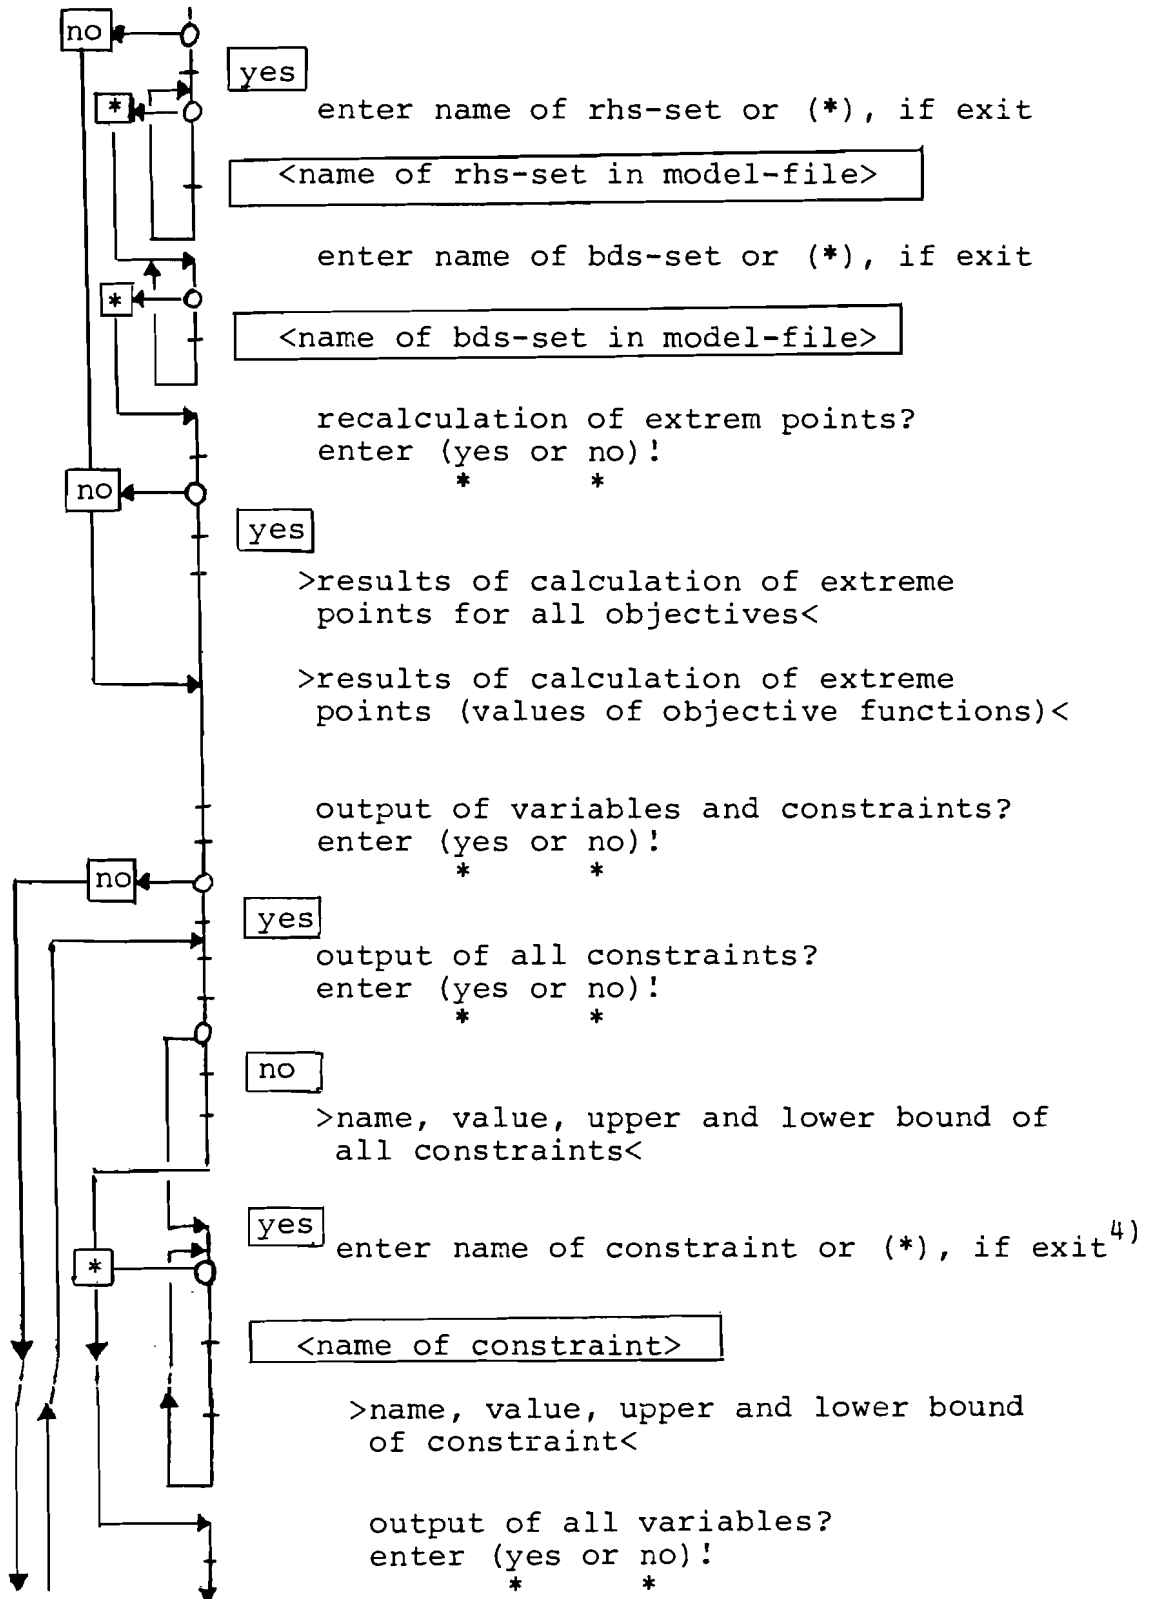 no
yes
* enter name of rhs-set or (*), if exit
<name of rhs-set in model-file>
enter name of bds-set or (*), if exit
*
<name of bds-set in model-file>
recalculation of extrem points?
enter (yes or no)!
* *
no
yes
>results of calculation of extreme
points for all objectives<
>results of calculation of extreme
points (values of objective functions)<
output of variables and constraints?
enter (yes or no)!
* *
no
yes
output of all constraints?
enter (yes or no)!
* *
no
>name, value, upper and lower bound of
all constraints<
yes
enter name of constraint or (*), if exit4)
*
<name of constraint>
>name, value, upper and lower bound
of constraint<
output of all variables?
enter (yes or no)!
* *